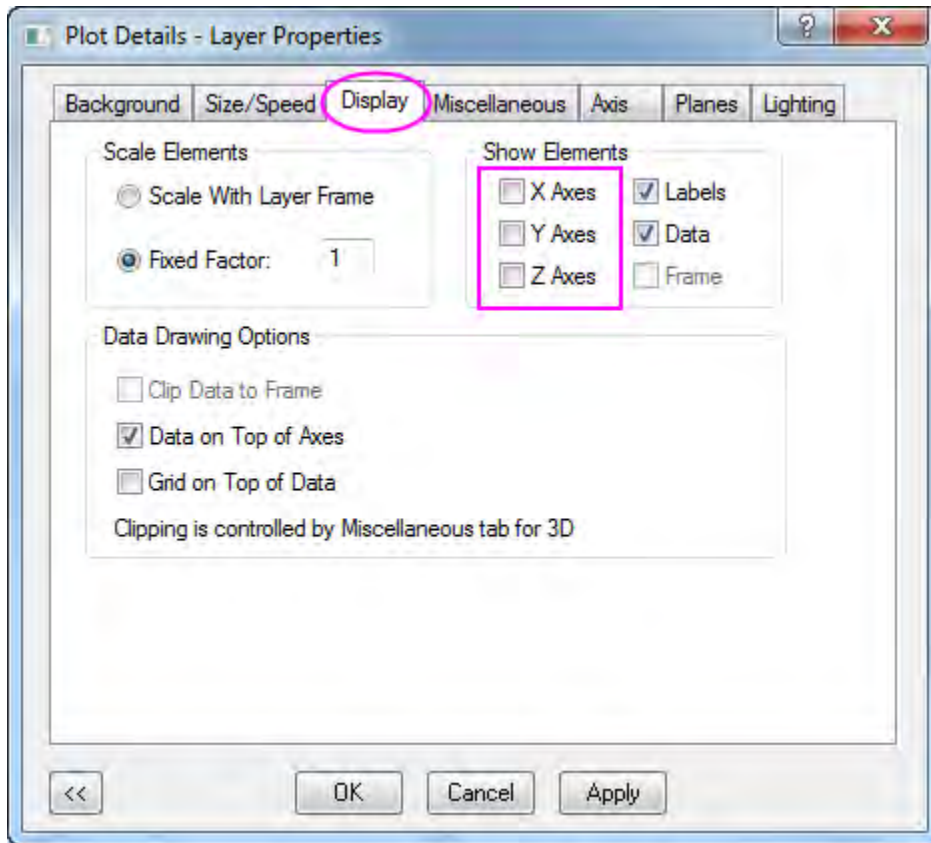 Plot Details - Layer Properties
?
Background Size/Speed Display Miscellaneous Axis Planes Lighting
Scale Elements
Scale With Layer Frame
Fixed Factor: 1
Show Elements
X Axes Labels
Y Axes Data
Z Axes Frame
Data Drawing Options
Clip Data to Frame
Data on Top of Axes
Grid on Top of Data
Clipping is controlled by Miscellaneous tab for 3D
<< OK Cancel Apply